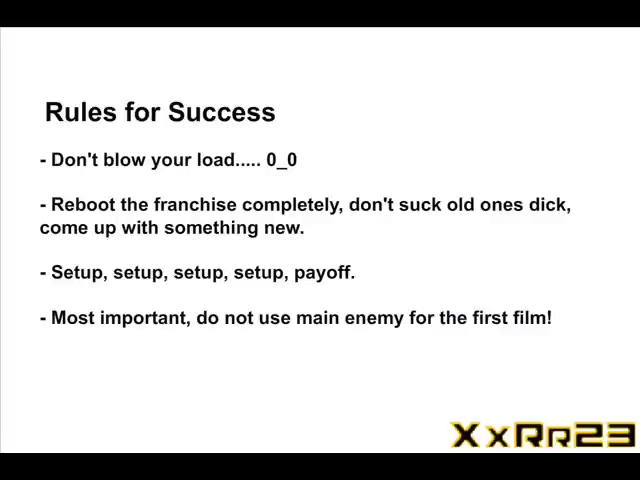 Rules for Success
- Don't blow your load..... 0_0
- Reboot the franchise completely, don't suck old ones dick,
come up with something new.
- Setup, setup, setup, setup, payoff.
- Most important, do not use main enemy for the first film!
XxRr23